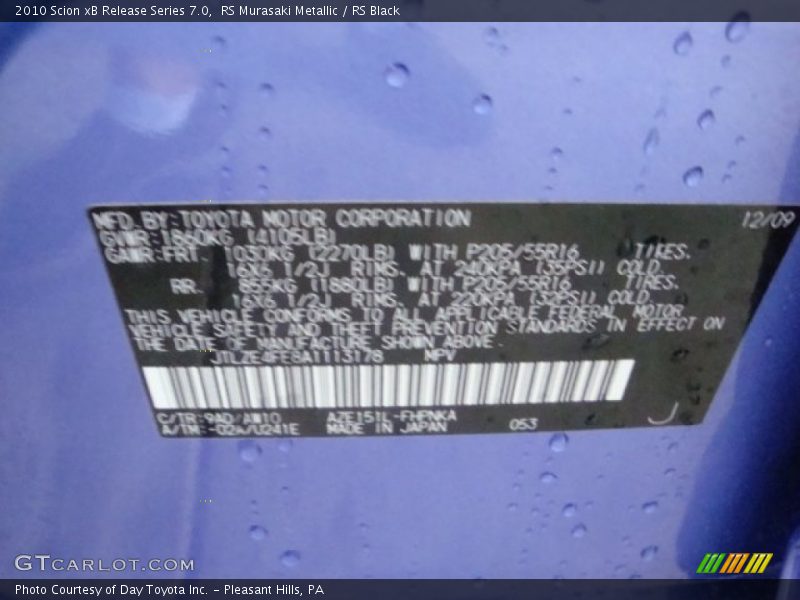 2010 Scion xB Release Series 7.0,  RS Murasaki Metallic / RS Black
MFD. BY: TOYOTA MOTOR CORPORATION 12/09
GVWR: 1860KG (4105LB)
GAWR: FRT. 1030KG (2270LB) WITH P205/55R16 TIRES.
16X6 1/2J RIMS. AT 240KPA (35PSI) COLD.
RR. 855KG (1880LB) WITH P205/55R16 TIRES.
16X6 1/2J RIMS. AT 220KPA (32PSI) COLD.
THIS VEHICLE CONFORMS TO ALL APPLICABLE FEDERAL MOTOR
VEHICLE SAFETY AND THEFT PREVENTION STANDARDS IN EFFECT ON
THE DATE OF MANUFACTURE SHOWN ABOVE.
JTLZE4FE8A1113178 MPV
C/TR: 9AD/AW10 AZE151L-FHPNKA
A/TM: /U241E MADE IN JAPAN 053
J
GTCARLOT.COM
Photo Courtesy of Day Toyota Inc. - Pleasant Hills, PA